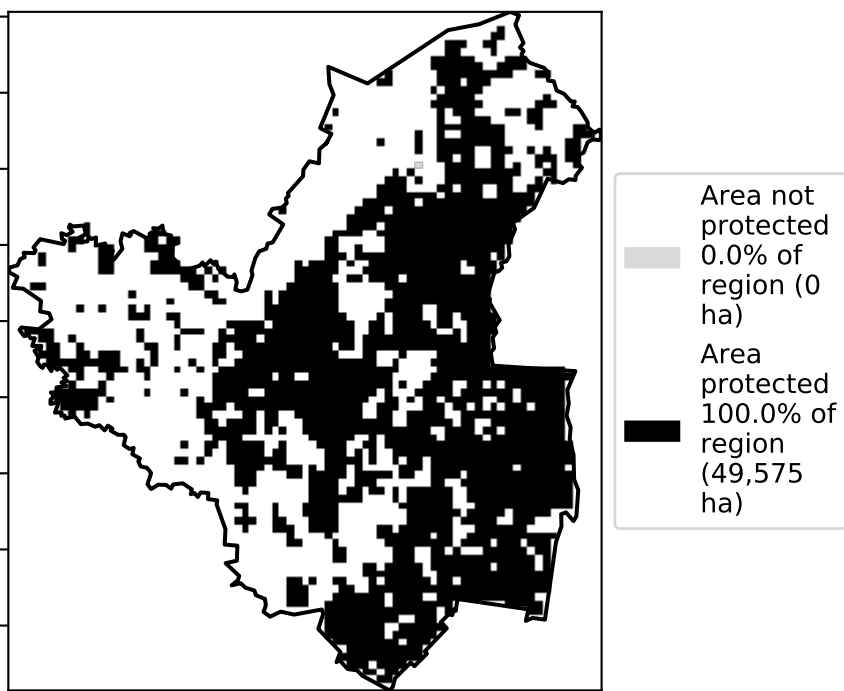 Area not
protected
0.0% of
region (0
ha)
Area
protected
100.0% of
region
(49,575
ha)